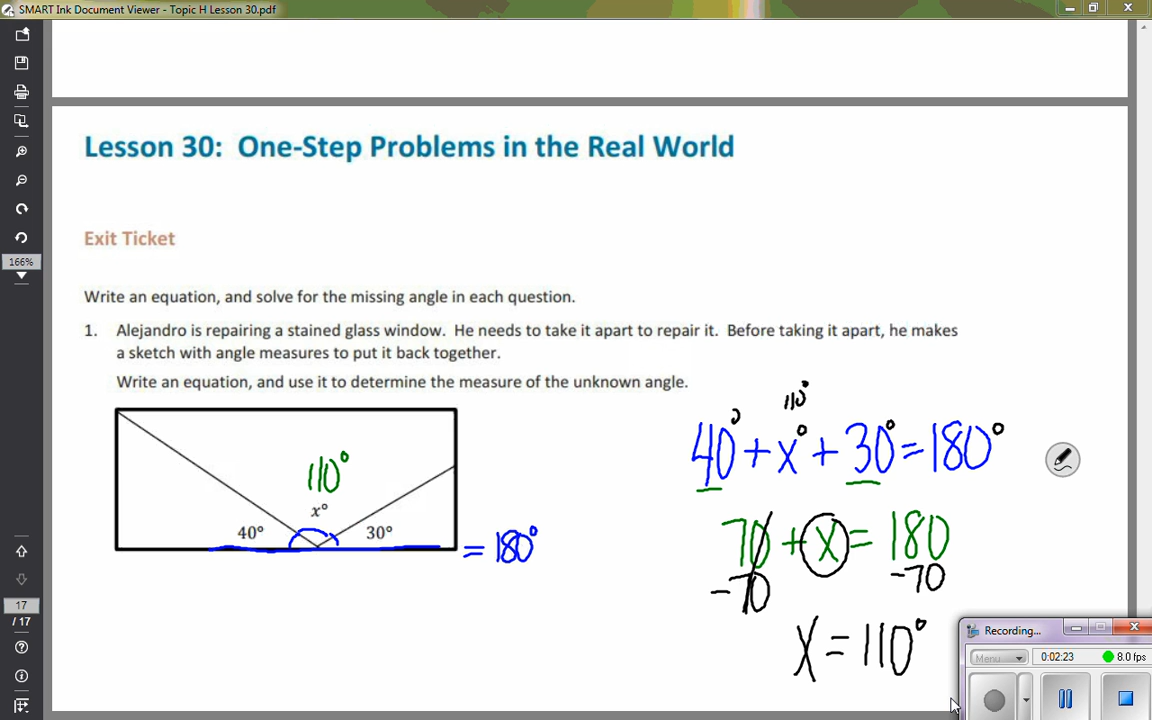 SMART Ink Document Viewer - Topic H Lesson 30.pdf
Lesson 30: One-Step Problems in the Real World
Exit Ticket
166%
Write an equation, and solve for the missing angle in each question.
1. Alejandro is repairing a stained glass window. He needs to take it apart to repair it. Before taking it apart, he makes
a sketch with angle measures to put it back together.
Write an equation, and use it to determine the measure of the unknown angle.
110°
40° + x° + 30° = 180°
110°
x°
40° 30°
= 180°
70 + x = 180
-70 -70
x = 110°
17
/ 17
Recording...
Menu
0:02:23
8.0 fps